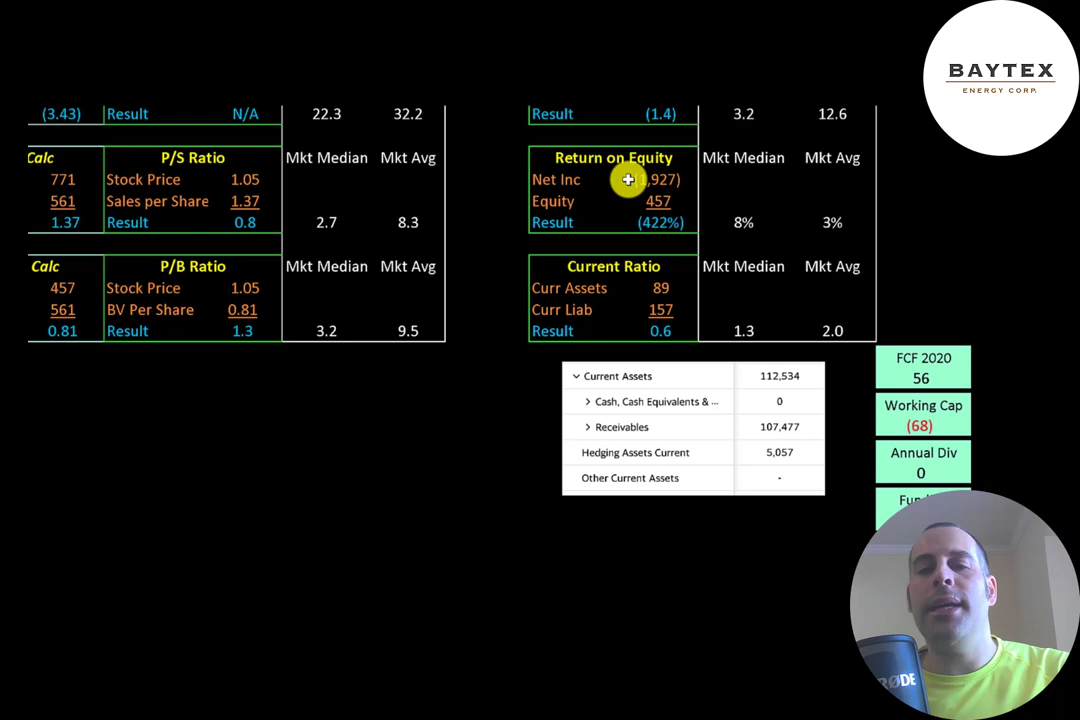 BAYTEX
ENERGY CORP.
(3.43) Result N/A 22.3 32.2
Result (1.4) 3.2 12.6
Calc P/S Ratio Mkt Median Mkt Avg
771 Stock Price 1.05
561 Sales per Share 1.37
1.37 Result 0.8 2.7 8.3
Return on Equity Mkt Median Mkt Avg
Net Inc 1,927)
Equity 457
Result (422%) 8% 3%
Calc P/B Ratio Mkt Median Mkt Avg
457 Stock Price 1.05
561 BV Per Share 0.81
0.81 Result 1.3 3.2 9.5
Current Ratio Mkt Median Mkt Avg
Curr Assets 89
Curr Liab 157
Result 0.6 1.3 2.0
Current Assets 112,534
Cash, Cash Equivalents & ... 0
Receivables 107,477
Hedging Assets Current 5,057
Other Current Assets -
FCF 2020
56
Working Cap
(68)
Annual Div
0
RØDE